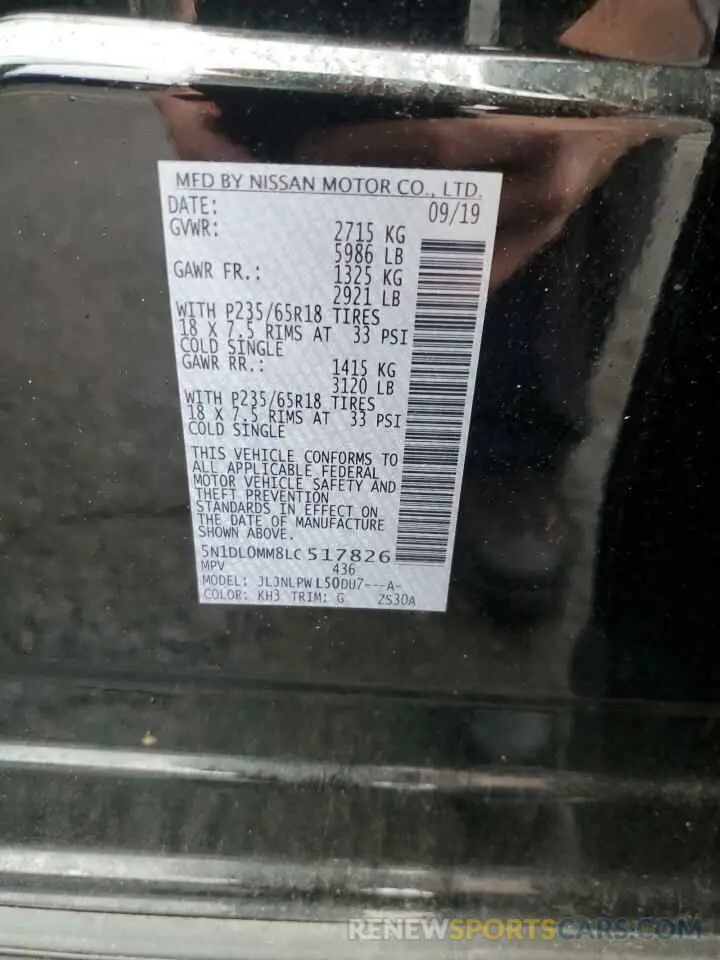 MFD BY NISSAN MOTOR CO., LTD.
DATE: 09/19
GVWR: 2715 KG
5986 LB
GAWR FR.: 1325 KG
2921 LB
WITH P235/65R18 TIRES
18 X 7.5 RIMS AT 33 PSI
COLD SINGLE
GAWR RR.: 1415 KG
3120 LB
WITH P235/65R18 TIRES
18 X 7.5 RIMS AT 33 PSI
COLD SINGLE
THIS VEHICLE CONFORMS TO
ALL APPLICABLE FEDERAL
MOTOR VEHICLE SAFETY AND
THEFT PREVENTION
STANDARDS IN EFFECT ON
THE DATE OF MANUFACTURE
SHOWN ABOVE.
5N1DL0MM8LC517826
MPV 436
MODEL: JLJNLPWL50DU7---A-
COLOR: KH3 TRIM: G 2S30A
RENEWSPORTSCARS.COM